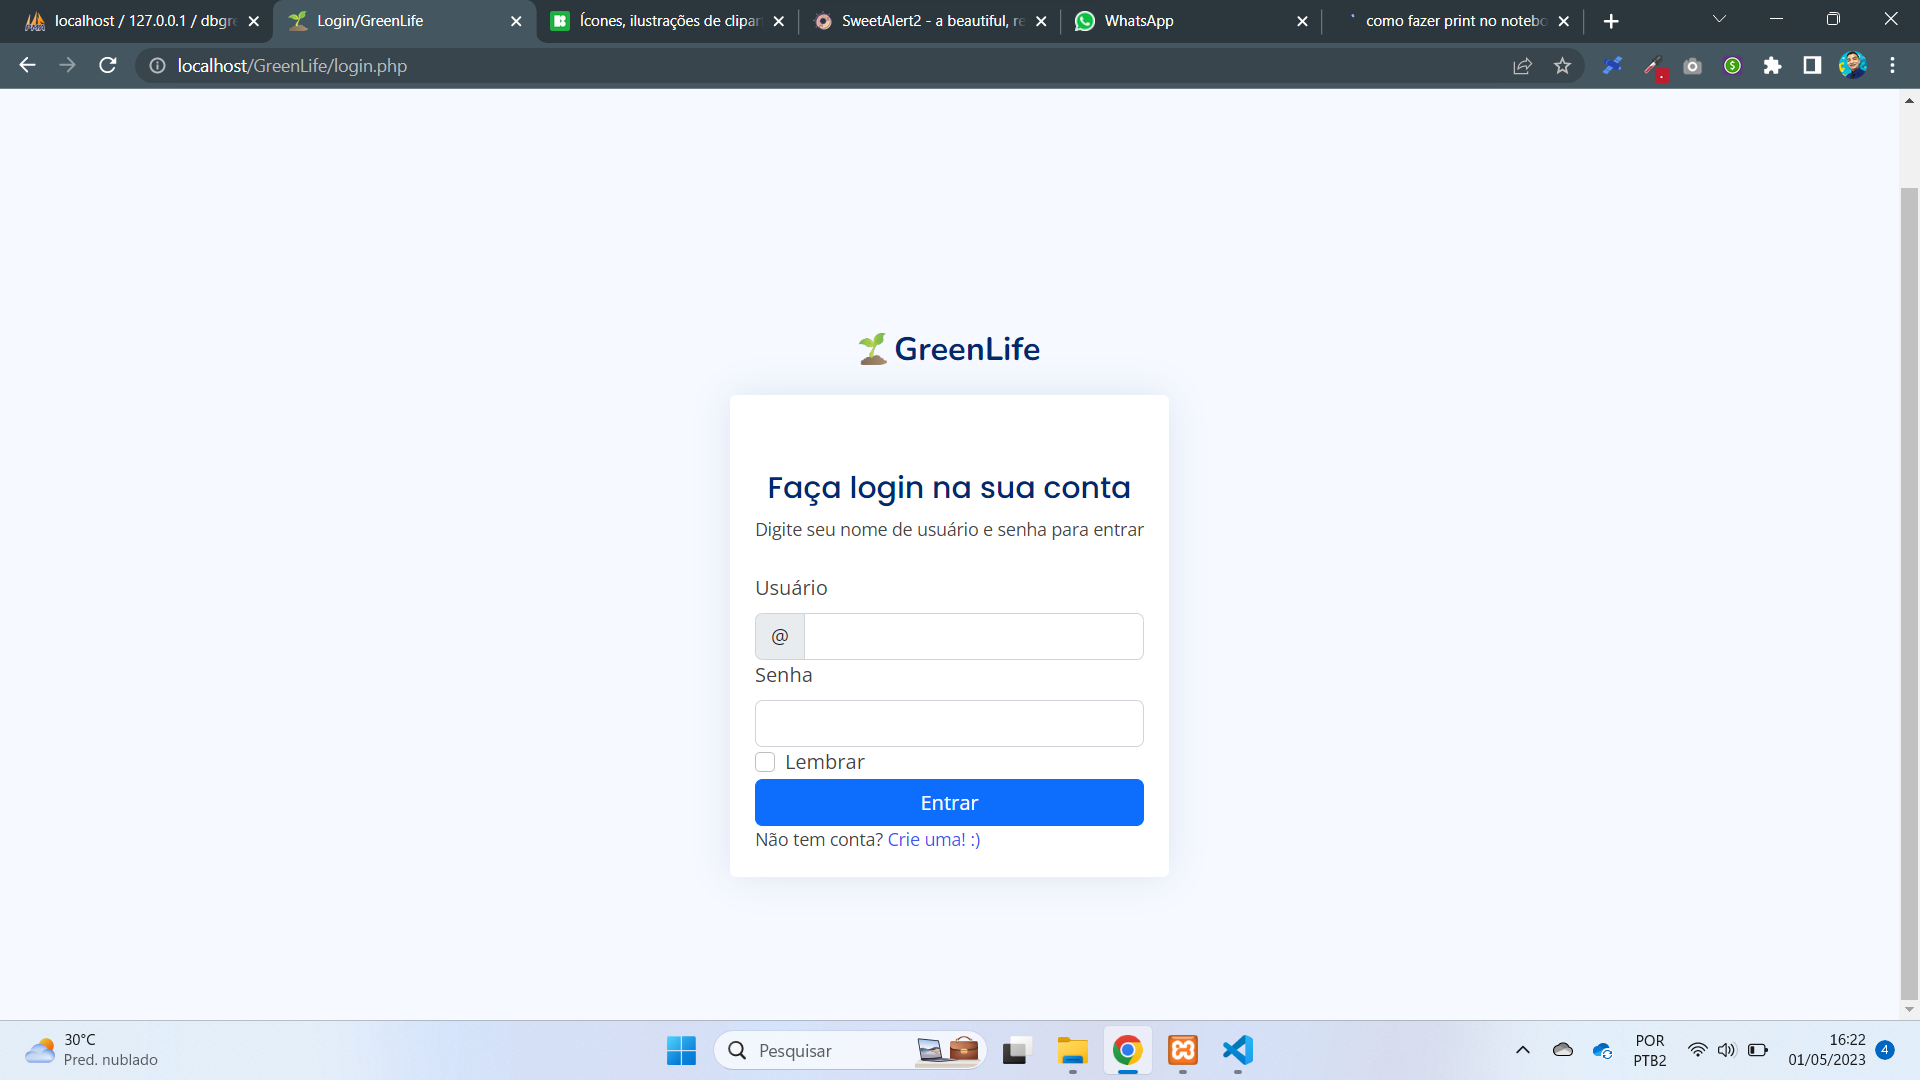 localhost / 127.0.0.1 / dbgre
Login/GreenLife
Ícones, ilustrações de clipar
SweetAlert2 - a beautiful, re
WhatsApp
como fazer print no notebo
localhost/GreenLife/login.php
GreenLife
Faça login na sua conta
Digite seu nome de usuário e senha para entrar
Usuário
@
Senha
Lembrar
Entrar
Não tem conta? Crie uma! :)
30°C
Pred. nublado
Pesquisar
POR
PTB2
16:22
01/05/2023
4